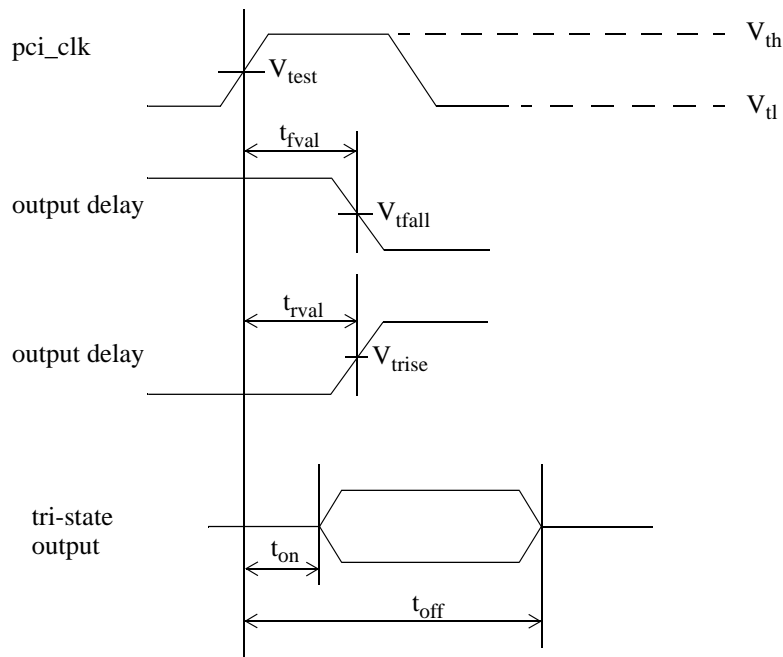 pci_clk
V_th
V_test
V_tl
t_fval
output delay
V_tfall
t_rval
output delay
V_trise
tri-state
output
t_on
t_off